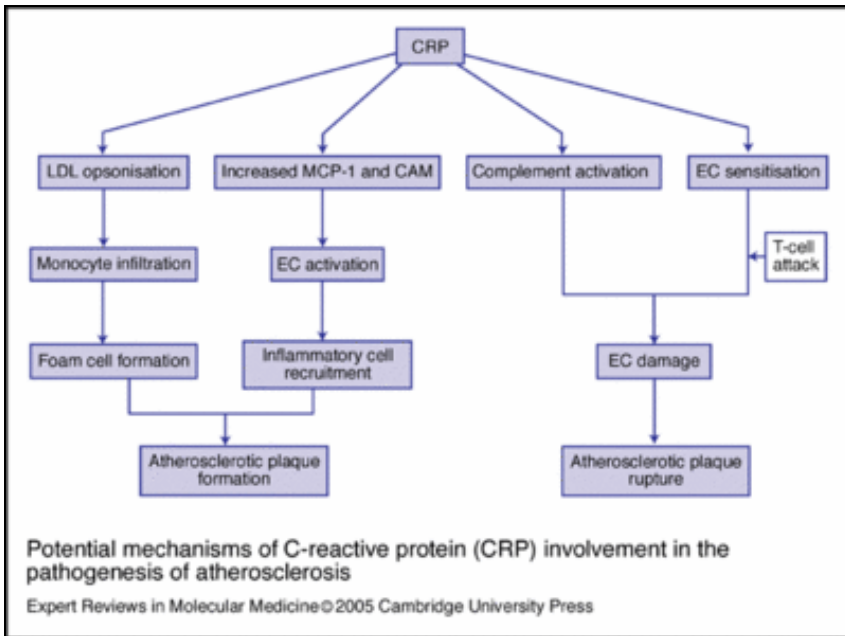 CRP
LDL opsonisation
Increased MCP-1 and CAM
Complement activation
EC sensitisation
T-cell
attack
Monocyte infiltration
EC activation
Foam cell formation
Inflammatory cell
recruitment
EC damage
Atherosclerotic plaque
formation
Atherosclerotic plaque
rupture
Potential mechanisms of C-reactive protein (CRP) involvement in the
pathogenesis of atherosclerosis
Expert Reviews in Molecular Medicine©2005 Cambridge University Press